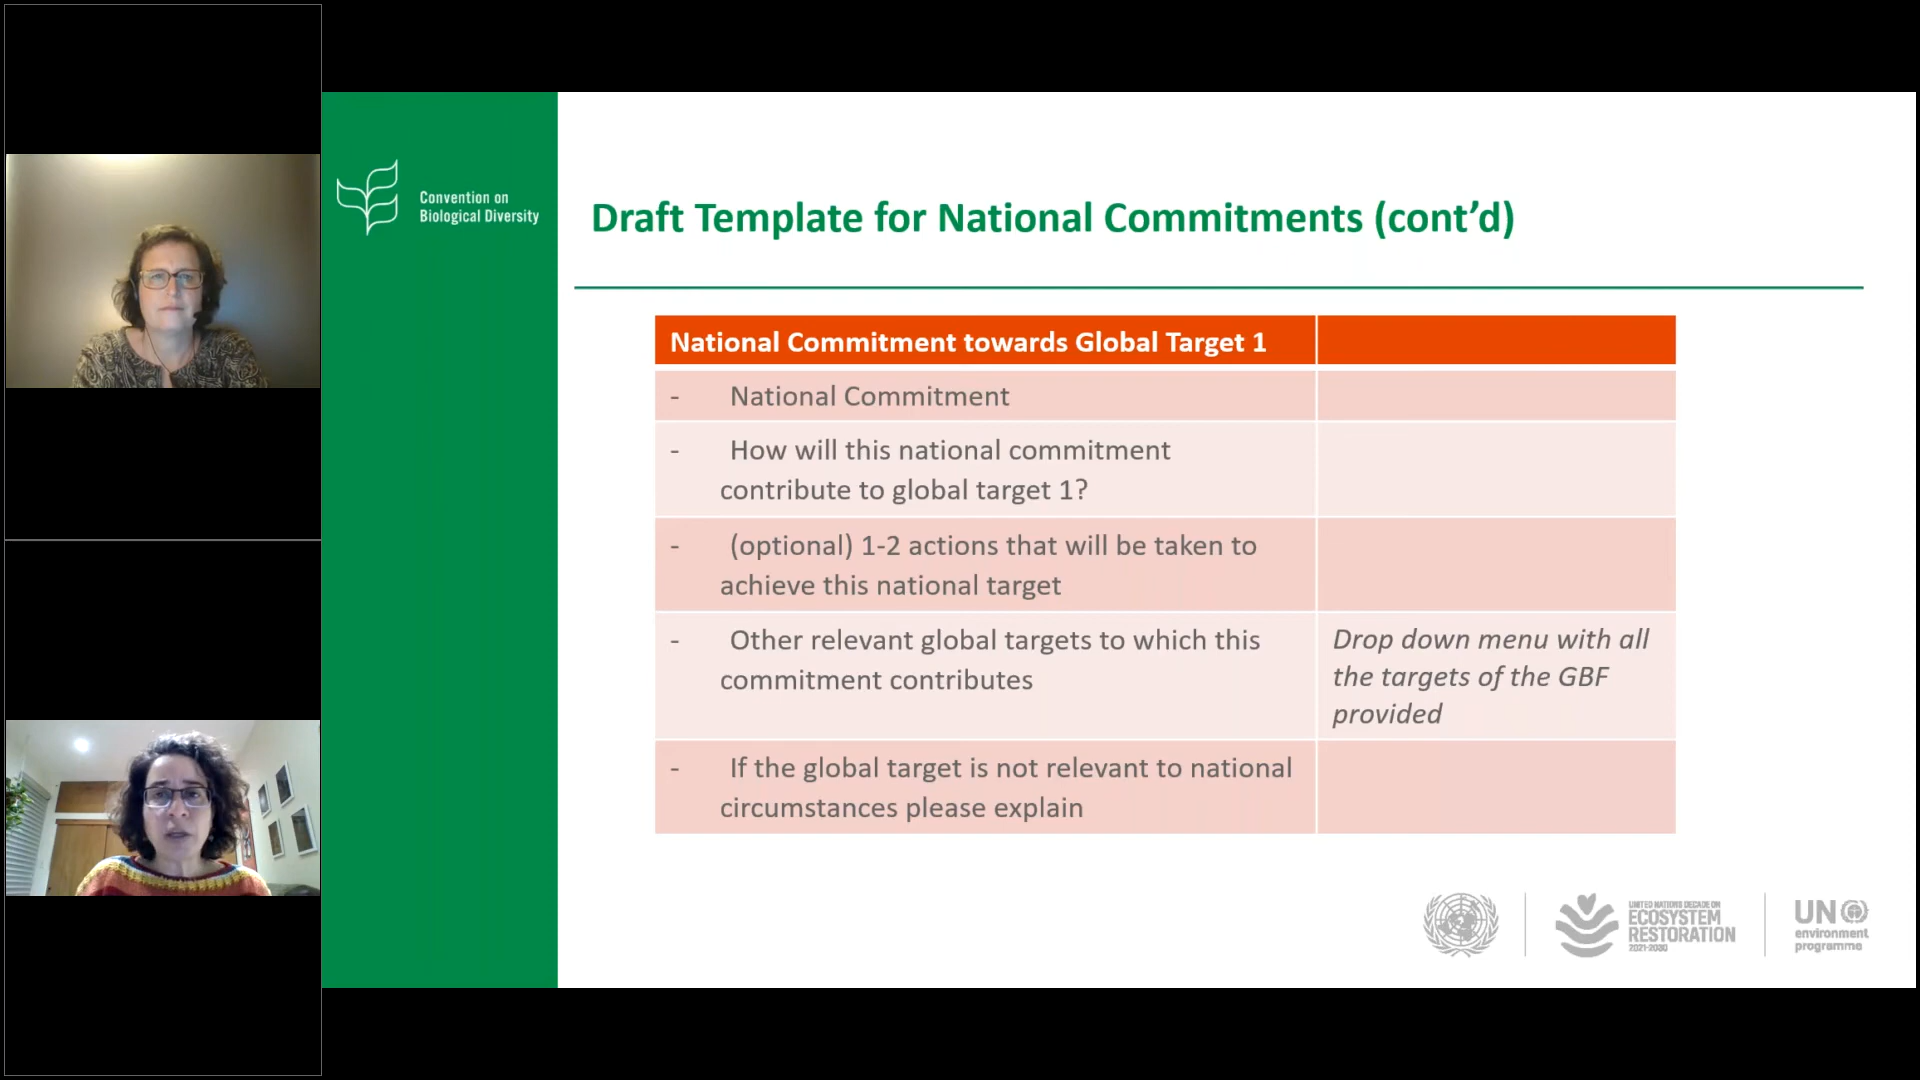 Convention on
Biological Diversity
Draft Template for National Commitments (cont’d)
National Commitment towards Global Target 1
- National Commitment
- How will this national commitment
contribute to global target 1?
- (optional) 1-2 actions that will be taken to
achieve this national target
- Other relevant global targets to which this
commitment contributes
Drop down menu with all
the targets of the GBF
provided
- If the global target is not relevant to national
circumstances please explain
UNITED NATIONS DECADE ON
ECOSYSTEM
RESTORATION
2021-2030
UN
environment
programme